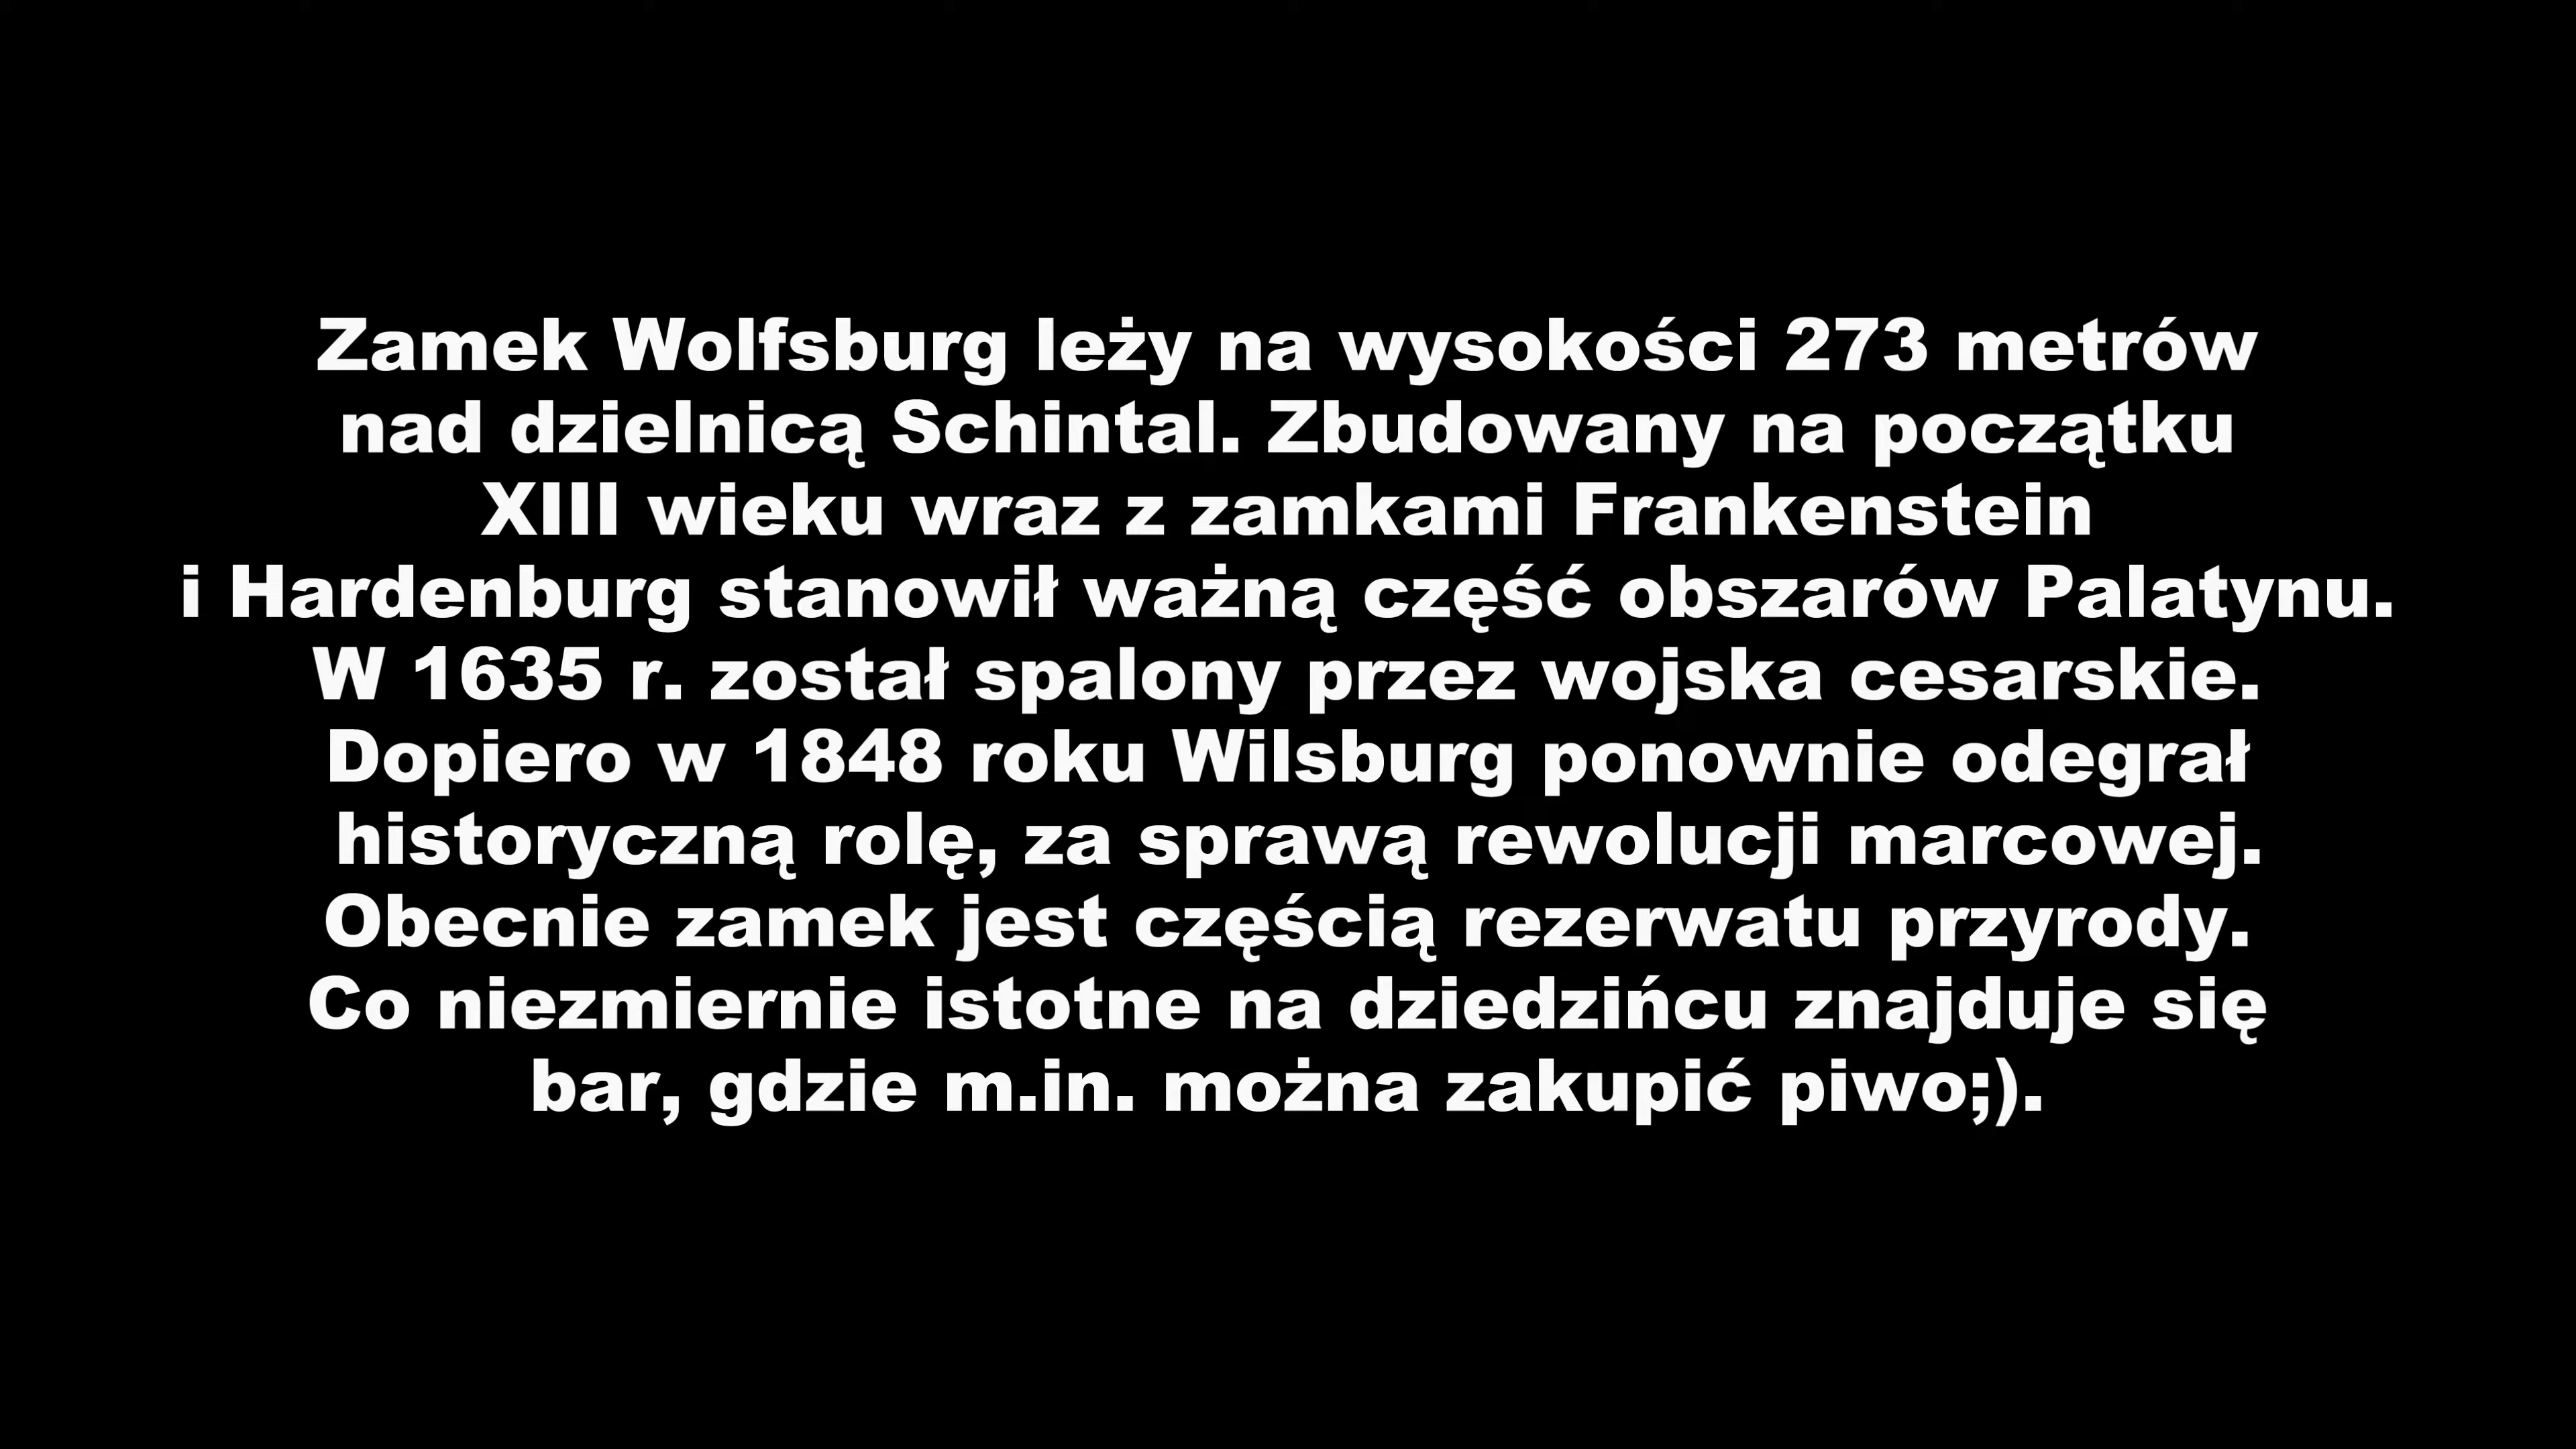 Zamek Wolfsburg leży na wysokości 273 metrów
nad dzielnicą Schintal. Zbudowany na początku
XIII wieku wraz z zamkami Frankenstein
i Hardenburg stanowił ważną część obszarów Palatynu.
W 1635 r. został spalony przez wojska cesarskie.
Dopiero w 1848 roku Wilsburg ponownie odegrał
historyczną rolę, za sprawą rewolucji marcowej.
Obecnie zamek jest częścią rezerwatu przyrody.
Co niezmiernie istotne na dziedzińcu znajduje się
bar, gdzie m.in. można zakupić piwo;).